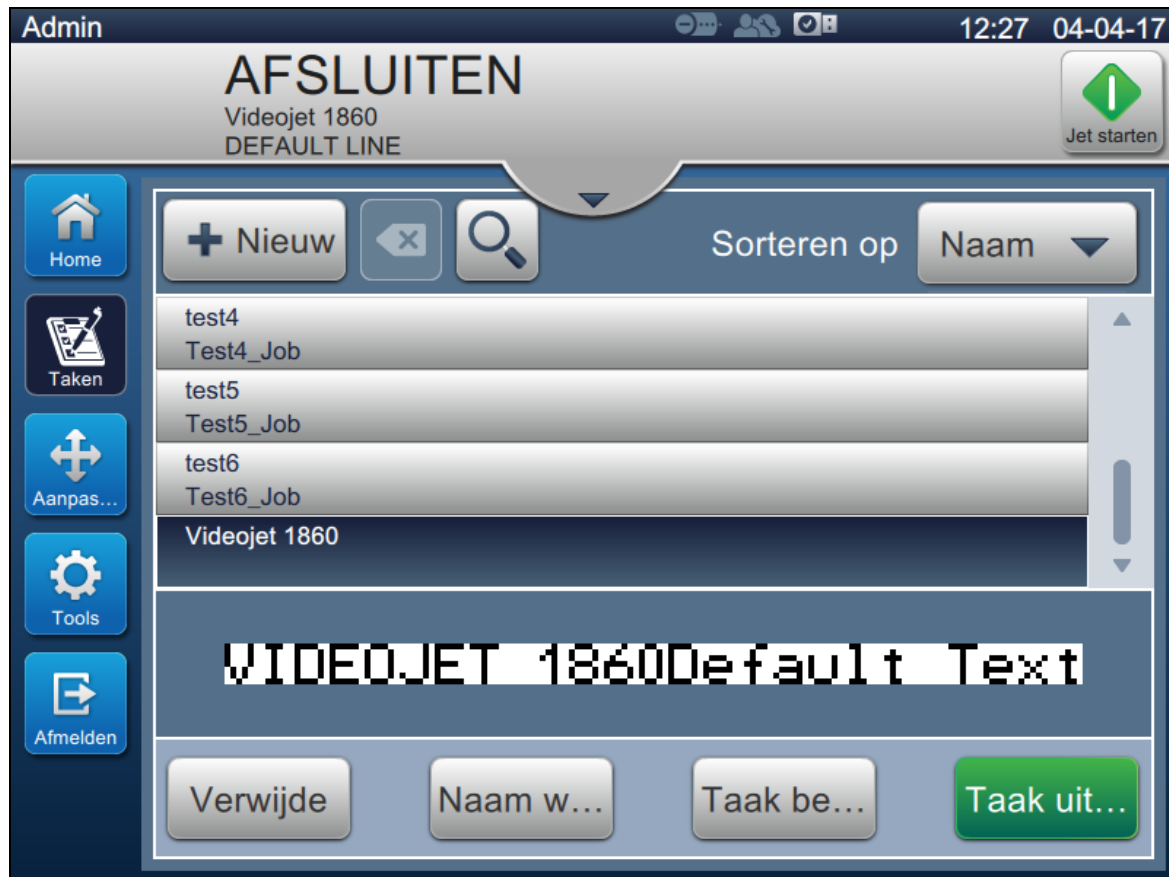 Admin 12:27 04-04-17
AFSLUITEN
Videojet 1860
DEFAULT LINE
Jet starten
Home
Taken
Aanpas...
Tools
Afmelden
Nieuw
Sorteren op Naam
test4
Test4_Job
test5
Test5_Job
test6
Test6_Job
Videojet 1860
VIDEOJET 1860Default Text
Verwijde Naam w... Taak be... Taak uit...